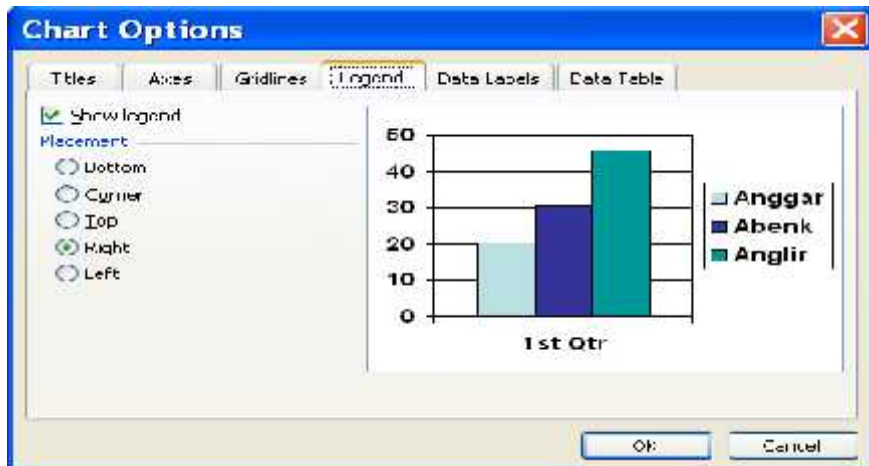 Chart Options
Titles Axes Gridlines Legend Data Labels Data Table
Show legend
Placement
Bottom
Corner
Top
Right
Left
50
40
30
20
10
0
1st Qtr
Anggar
Abenk
Anglir
OK Cancel